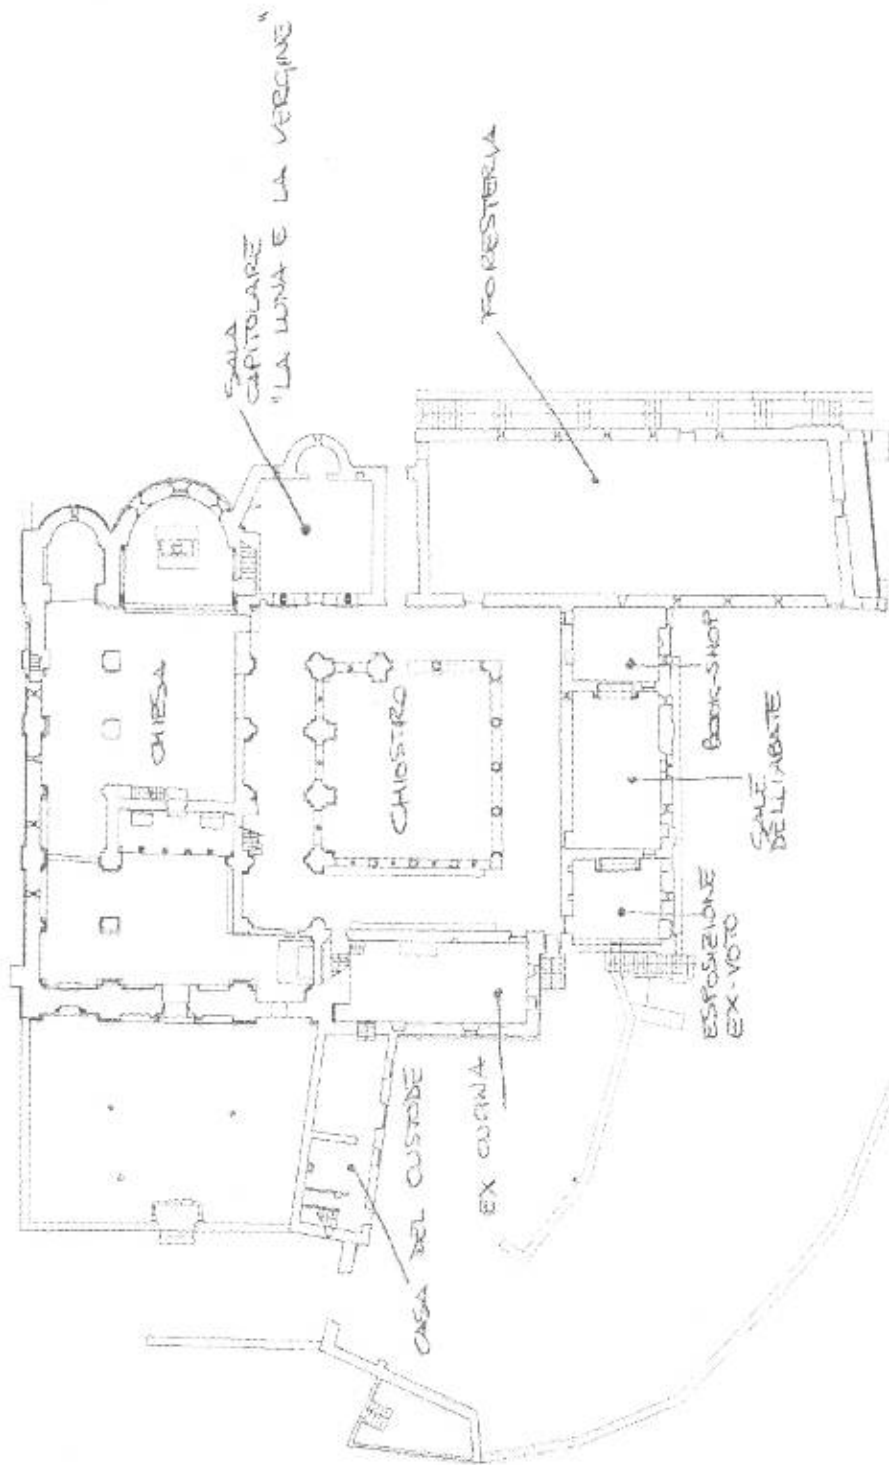 SALA
CAPITOLARE
"LA LUNA E LA VERGINE"
FORESTERIA
CHIESA
CHIOSTRO
BOOK-SHOP
SALE
DELL'ABATE
ESPOSIZIONE
EX-VOTO
EX CUCINA
CASA DEL CUSTODE